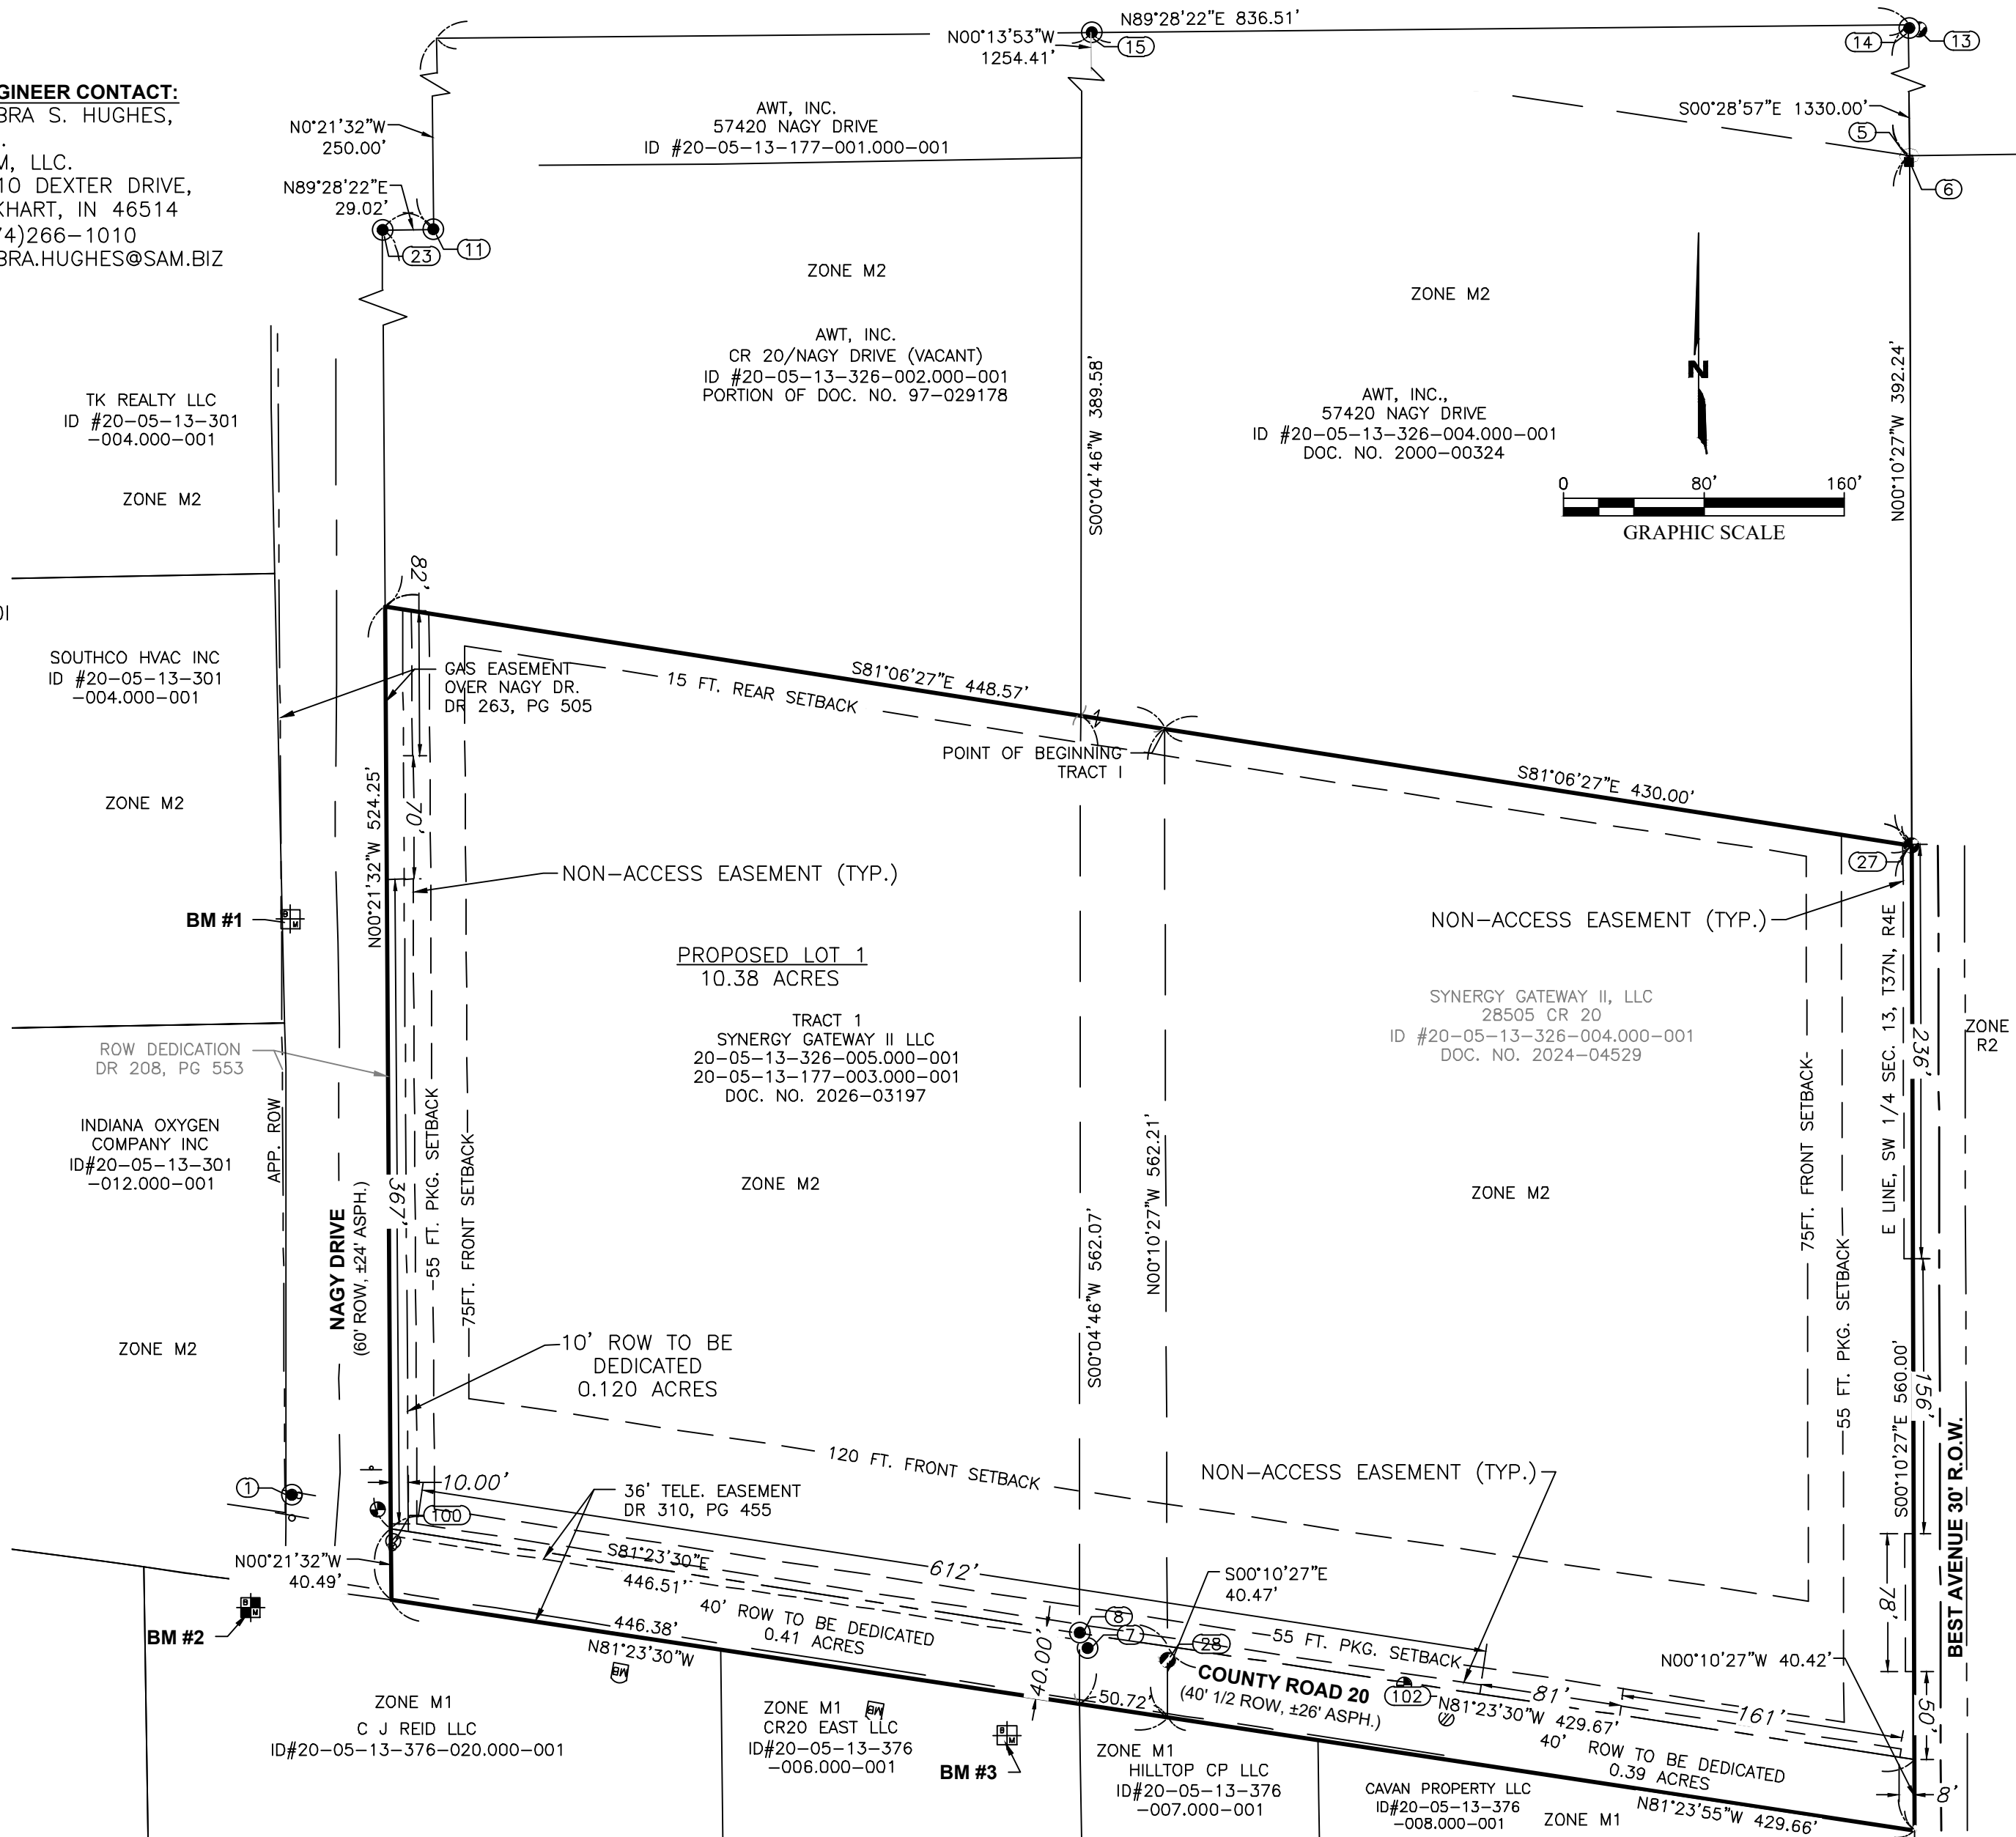 N89°28'22"E 836.51'
N00°13'53"W
1254.41'
15
14
13
GINEER CONTACT:
BRA S. HUGHES,
M, LLC.
10 DEXTER DRIVE,
KHART, IN 46514
74)266-1010
BRA.HUGHES@SAM.BIZ
N0°21'32"W
250.00'
N89°28'22"E
29.02'
23
11
AWT, INC.
57420 NAGY DRIVE
ID #20-05-13-177-001.000-001
S00°28'57"E 1330.00'
5
6
ZONE M2
ZONE M2
AWT, INC.
CR 20/NAGY DRIVE (VACANT)
ID #20-05-13-326-002.000-001
PORTION OF DOC. NO. 97-029178
S00°04'46"W 389.58'
N
AWT, INC.,
57420 NAGY DRIVE
ID #20-05-13-326-004.000-001
DOC. NO. 2000-00324
N00°10'27"W 392.24'
0 80' 160'
GRAPHIC SCALE
TK REALTY LLC
ID #20-05-13-301
-004.000-001
ZONE M2
SOUTHCO HVAC INC
ID #20-05-13-301
-004.000-001
ZONE M2
82'
GAS EASEMENT
OVER NAGY DR.
DR 263, PG 505
S81°06'27"E 448.57'
15 FT. REAR SETBACK
POINT OF BEGINNING
TRACT I
S81°06'27"E 430.00'
27
N00°21'32"W 524.25'
70'
NON-ACCESS EASEMENT (TYP.)
NON-ACCESS EASEMENT (TYP.)
BM #1
PROPOSED LOT 1
10.38 ACRES
TRACT 1
SYNERGY GATEWAY II LLC
20-05-13-326-005.000-001
20-05-13-177-003.000-001
DOC. NO. 2026-03197
ZONE M2
SYNERGY GATEWAY II, LLC
28505 CR 20
ID #20-05-13-326-004.000-001
DOC. NO. 2024-04529
ZONE M2
E LINE, SW 1/4 SEC. 13, T37N, R4E
236'
ZONE
R2
ROW DEDICATION
DR 208, PG 553
INDIANA OXYGEN
COMPANY INC
ID#20-05-13-301
-012.000-001
APP. ROW
ZONE M2
NAGY DRIVE
(60' ROW, ±24' ASPH.)
367'
55 FT. PKG. SETBACK
75FT. FRONT SETBACK
S00°04'46"W 562.07'
N00°10'27"W 562.21'
75FT. FRONT SETBACK
55 FT. PKG. SETBACK
S00°10'27"E 560.00'
156'
BEST AVENUE 30' R.O.W.
10' ROW TO BE
DEDICATED
0.120 ACRES
120 FT. FRONT SETBACK
NON-ACCESS EASEMENT (TYP.)
1
10.00'
36' TELE. EASEMENT
DR 310, PG 455
100
N00°21'32"W
40.49'
S81°23'30"E
446.51'
612'
S00°10'27"E
40.47'
78'
BM #2
446.38'
N81°23'30"W
40' ROW TO BE DEDICATED
0.41 ACRES
40.00'
8
7
28
55 FT. PKG. SETBACK
N00°10'27"W 40.42'
50.72'
COUNTY ROAD 20
(40' 1/2 ROW, ±26' ASPH.)
102
81'
161'
50'
N81°23'30"W 429.67'
40' ROW TO BE DEDICATED
0.39 ACRES
8'
N81°23'55"W 429.66'
MB
MB
ZONE M1
C J REID LLC
ID#20-05-13-376-020.000-001
ZONE M1
CR20 EAST LLC
ID#20-05-13-376
-006.000-001
BM #3
ZONE M1
HILLTOP CP LLC
ID#20-05-13-376
-007.000-001
CAVAN PROPERTY LLC
ID#20-05-13-376
-008.000-001
ZONE M1